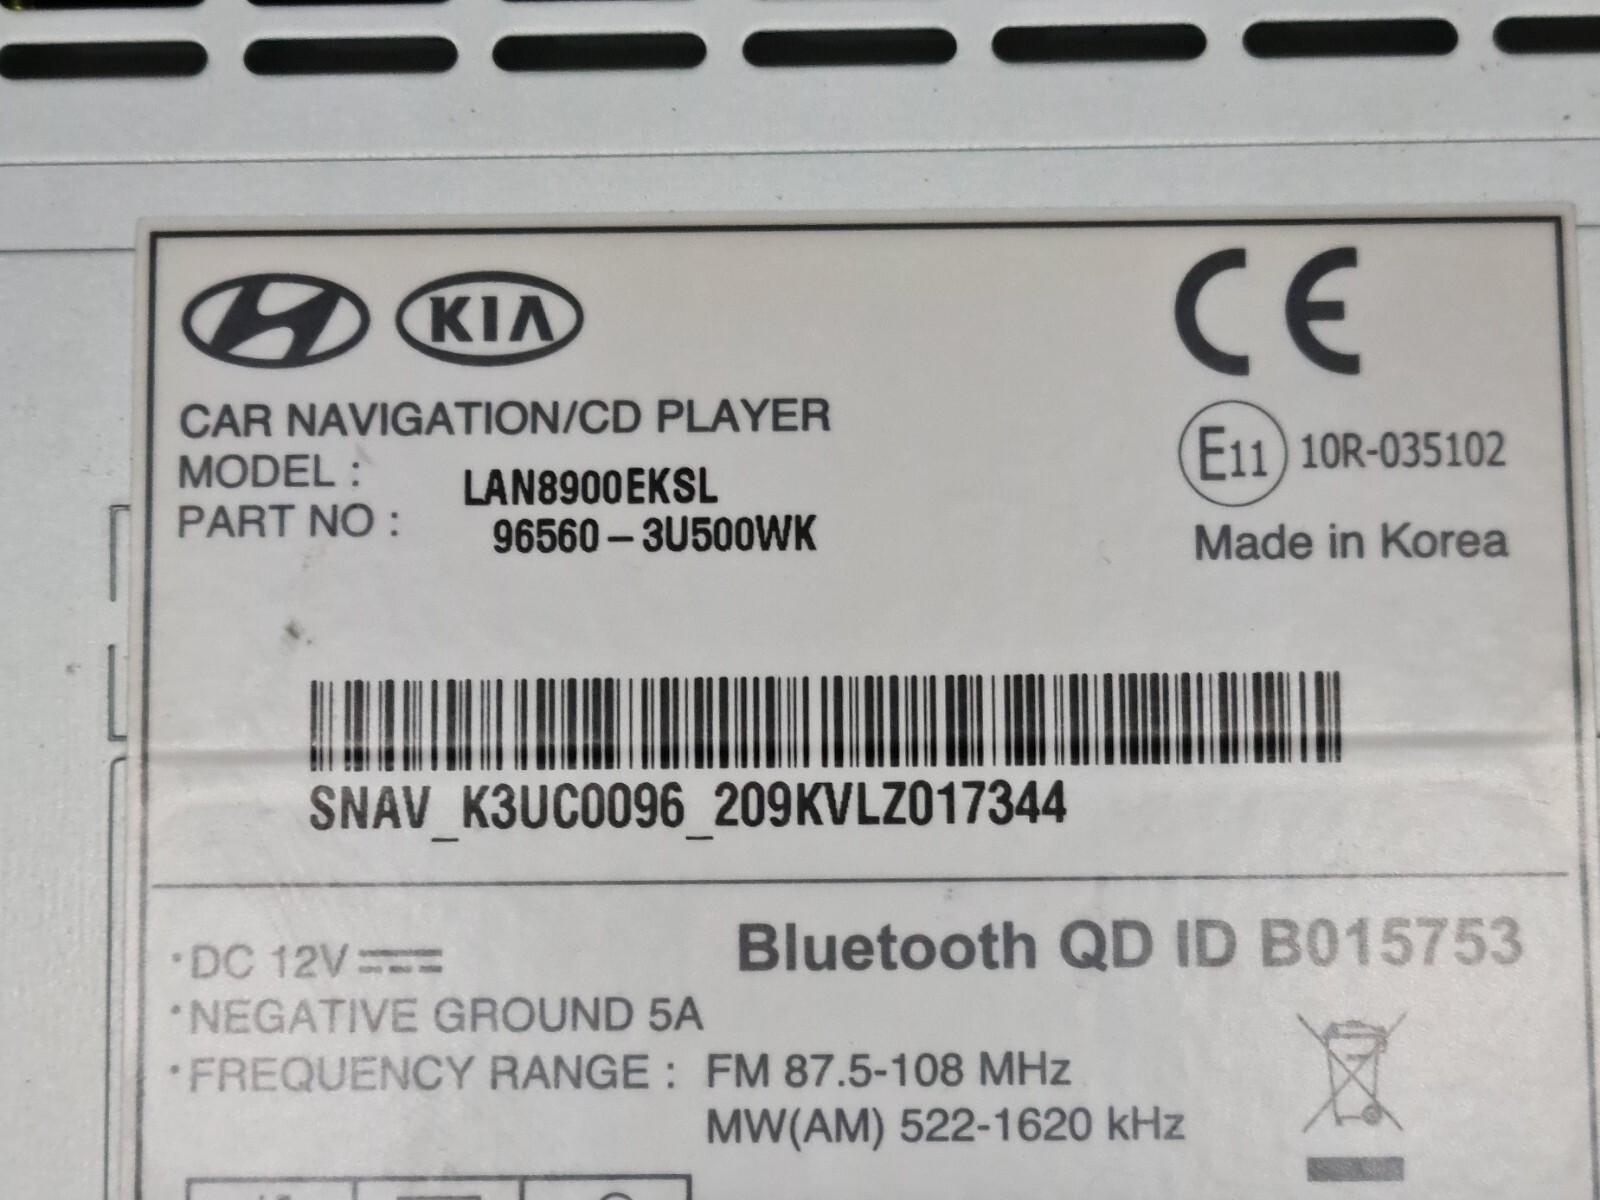 KIA
CE
CAR NAVIGATION/CD PLAYER
MODEL : LAN8900EKSL
PART NO : 96560-3U500WK
E11 10R-035102
Made in Korea
SNAV_K3UC0096_209KVLZ017344
·DC 12V
Bluetooth QD ID B015753
·NEGATIVE GROUND 5A
·FREQUENCY RANGE : FM 87.5-108 MHz
MW(AM) 522-1620 kHz